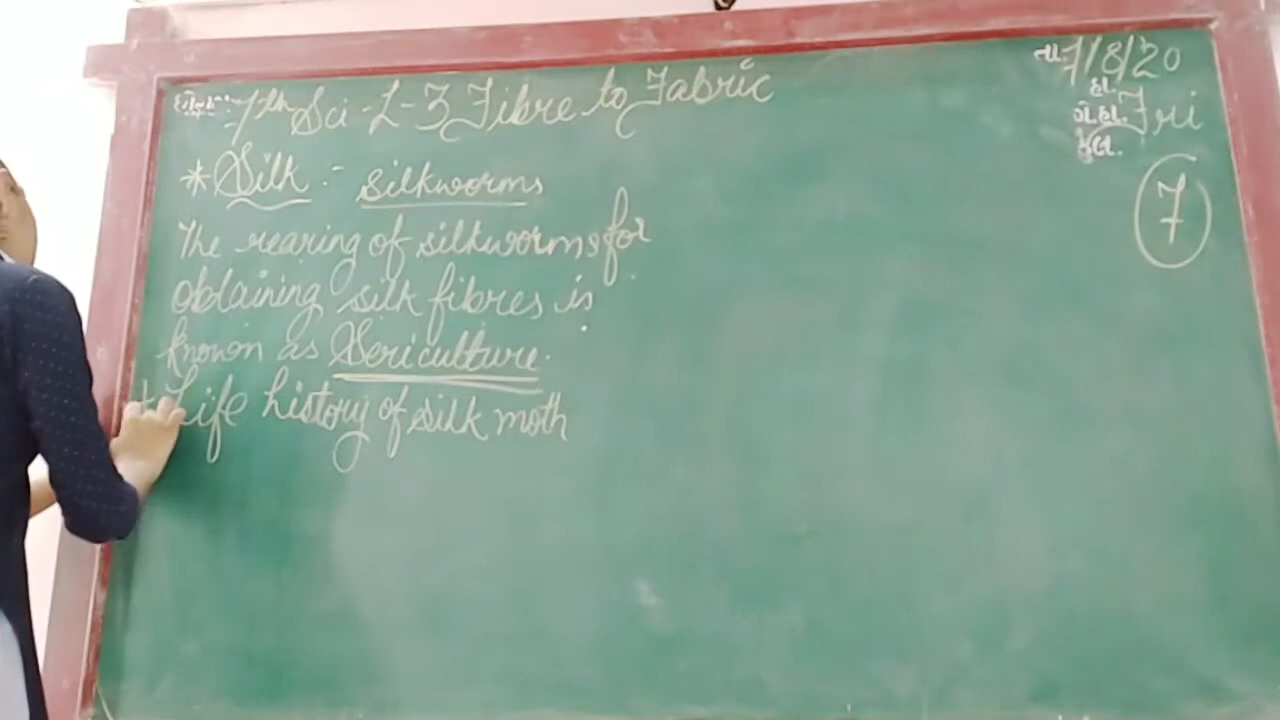 7th Sci - L-3 Fibre to Fabric
તા. 7/8/20
હા.
ગે.હા. Fri
કુલ.
7
* Silk :- silkworms
The rearing of silkworms for
obtaining silk fibres is
known as Sericulture.
* Life history of silk moth